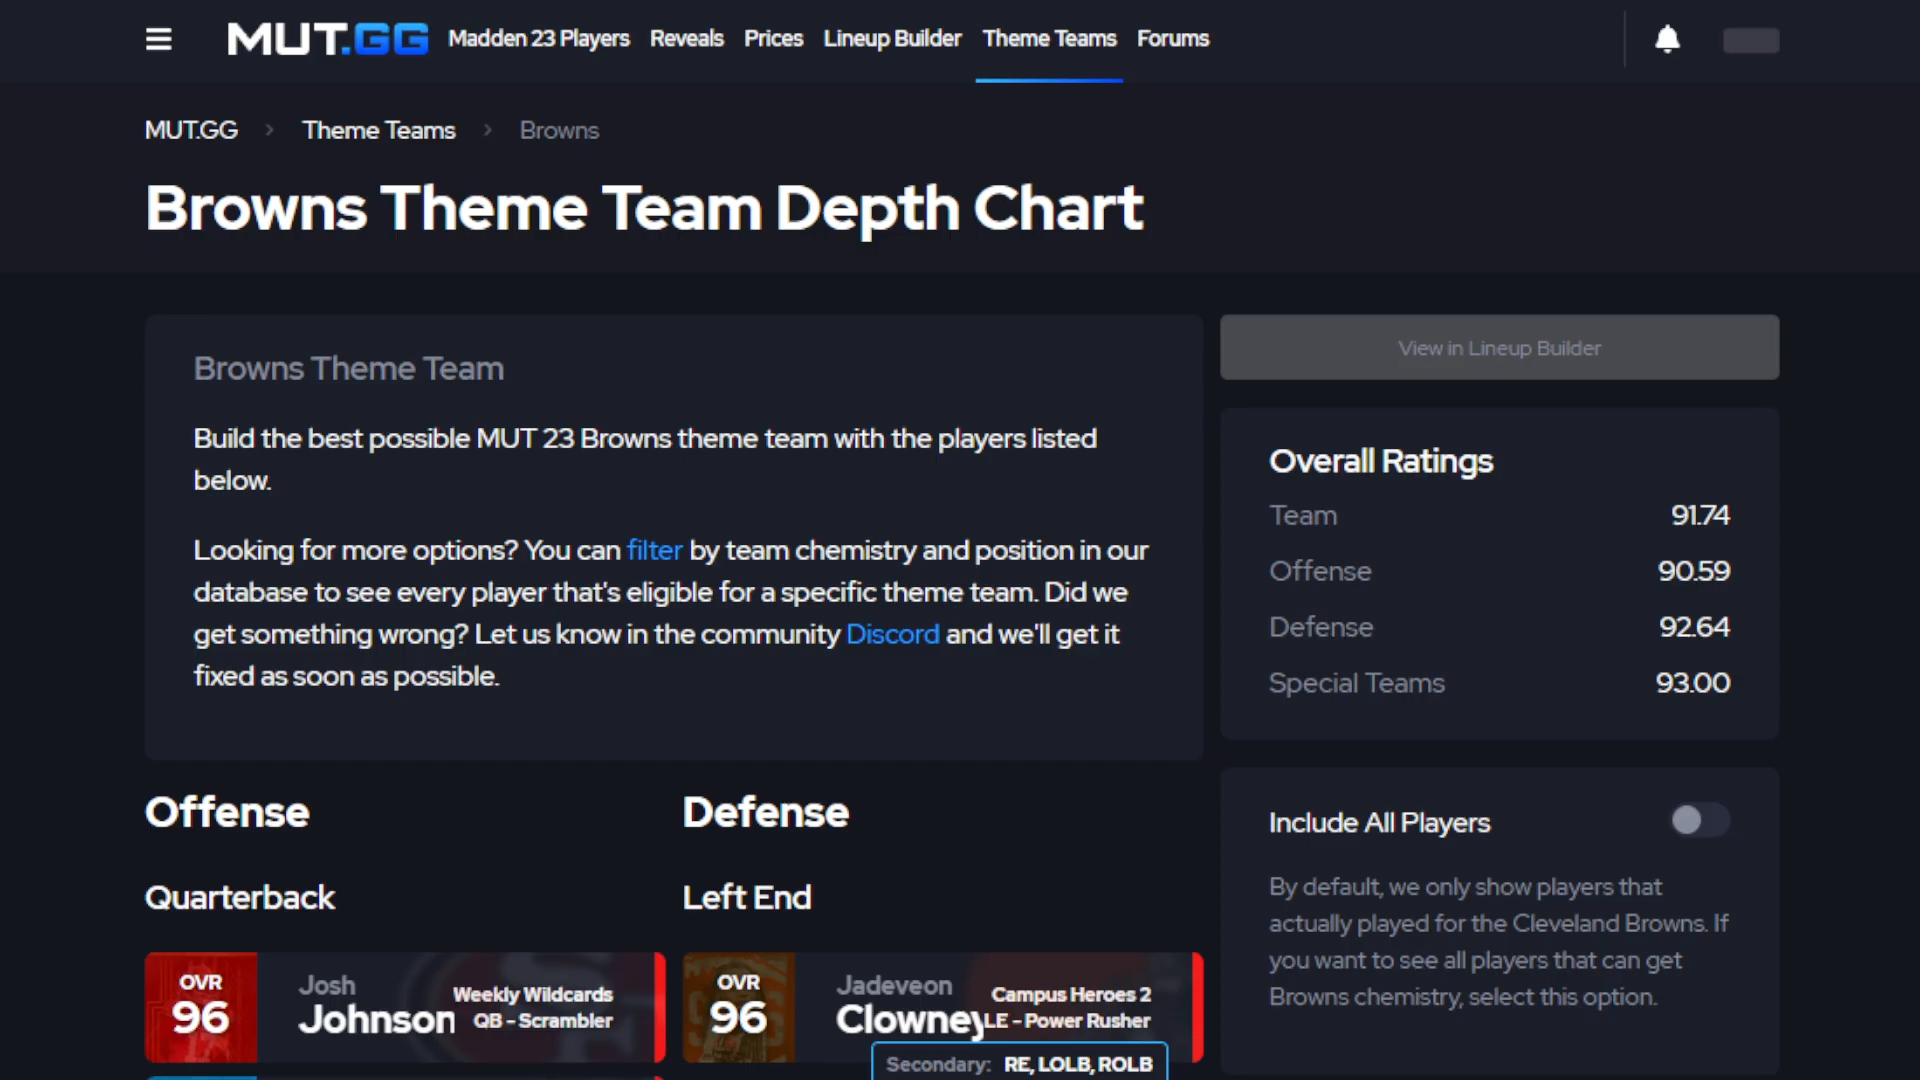 MUT.GG Madden 23 Players Reveals Prices Lineup Builder Theme Teams Forums
MUT.GG > Theme Teams > Browns
Browns Theme Team Depth Chart
Browns Theme Team
Build the best possible MUT 23 Browns theme team with the players listed
below.
Looking for more options? You can filter by team chemistry and position in our
database to see every player that's eligible for a specific theme team. Did we
get something wrong? Let us know in the community Discord and we'll get it
fixed as soon as possible.
View in Lineup Builder
Overall Ratings
Team 91.74
Offense 90.59
Defense 92.64
Special Teams 93.00
Include All Players
By default, we only show players that
actually played for the Cleveland Browns. If
you want to see all players that can get
Browns chemistry, select this option.
Offense
Quarterback
OVR
96
Josh
Johnson
Weekly Wildcards
QB - Scrambler
Defense
Left End
OVR
96
Jadeveon
Clowney
Campus Heroes 2
LE - Power Rusher
Secondary: RE, LOLB, ROLB